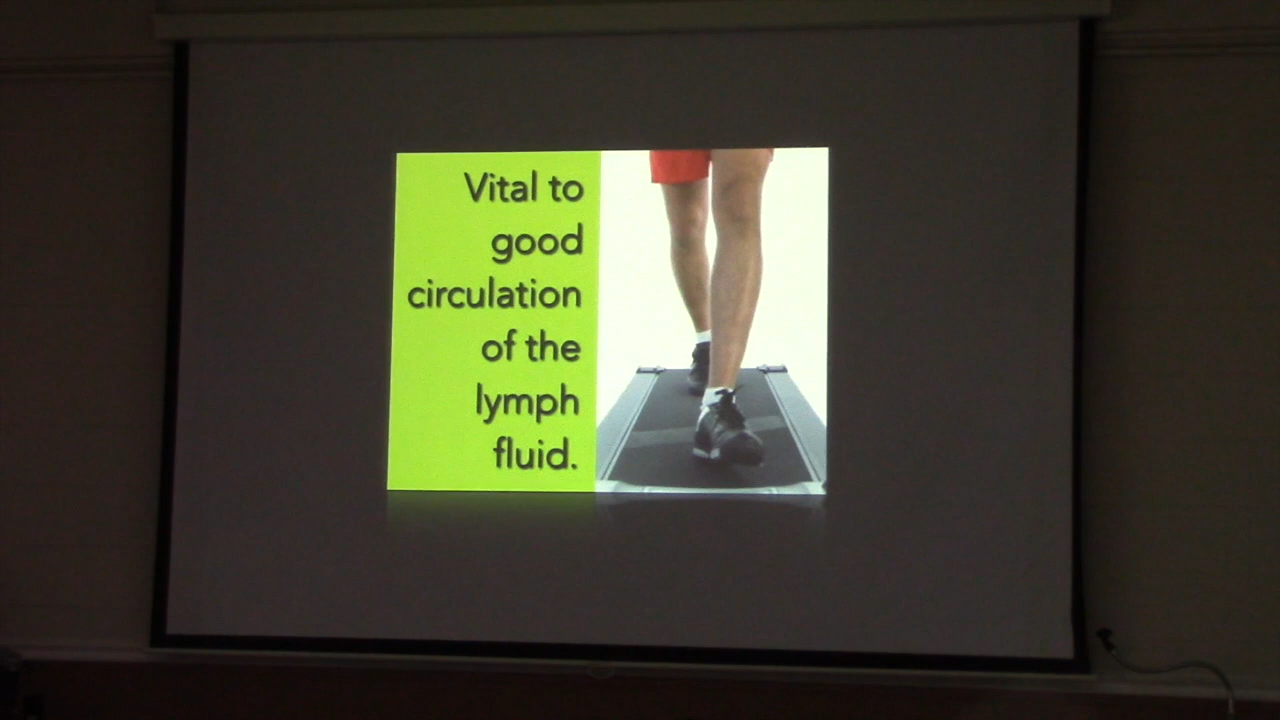 Vital to
good
circulation
of the
lymph
fluid.